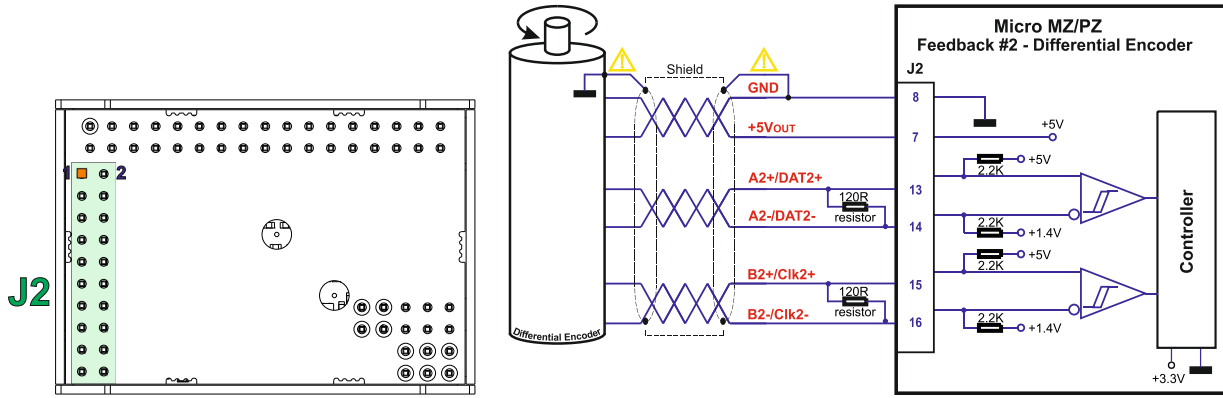 1
2
J2
Differential Encoder
Shield
GND
+5VOUT
A2+/DAT2+
120R
resistor
A2-/DAT2-
B2+/Clk2+
120R
resistor
B2-/Clk2-
Micro MZ/PZ
Feedback #2 - Differential Encoder
J2
8
7
13
14
15
16
+5V
+5V
2.2K
2.2K
+1.4V
+5V
2.2K
2.2K
+1.4V
Controller
+3.3V